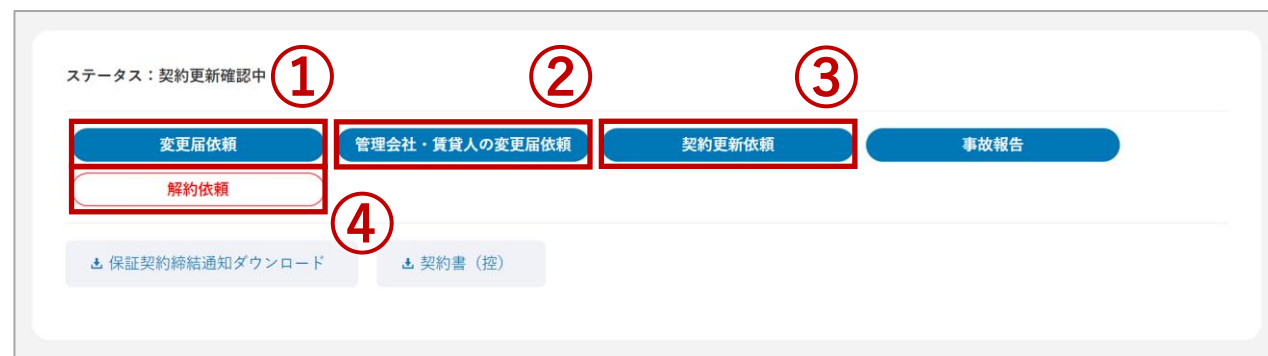 ステータス:契約更新確認中
① ② ③
変更届依頼 管理会社・賃貸人の変更届依頼 契約更新依頼 事故報告
解約依頼
④
保証契約締結通知ダウンロード 契約書(控)